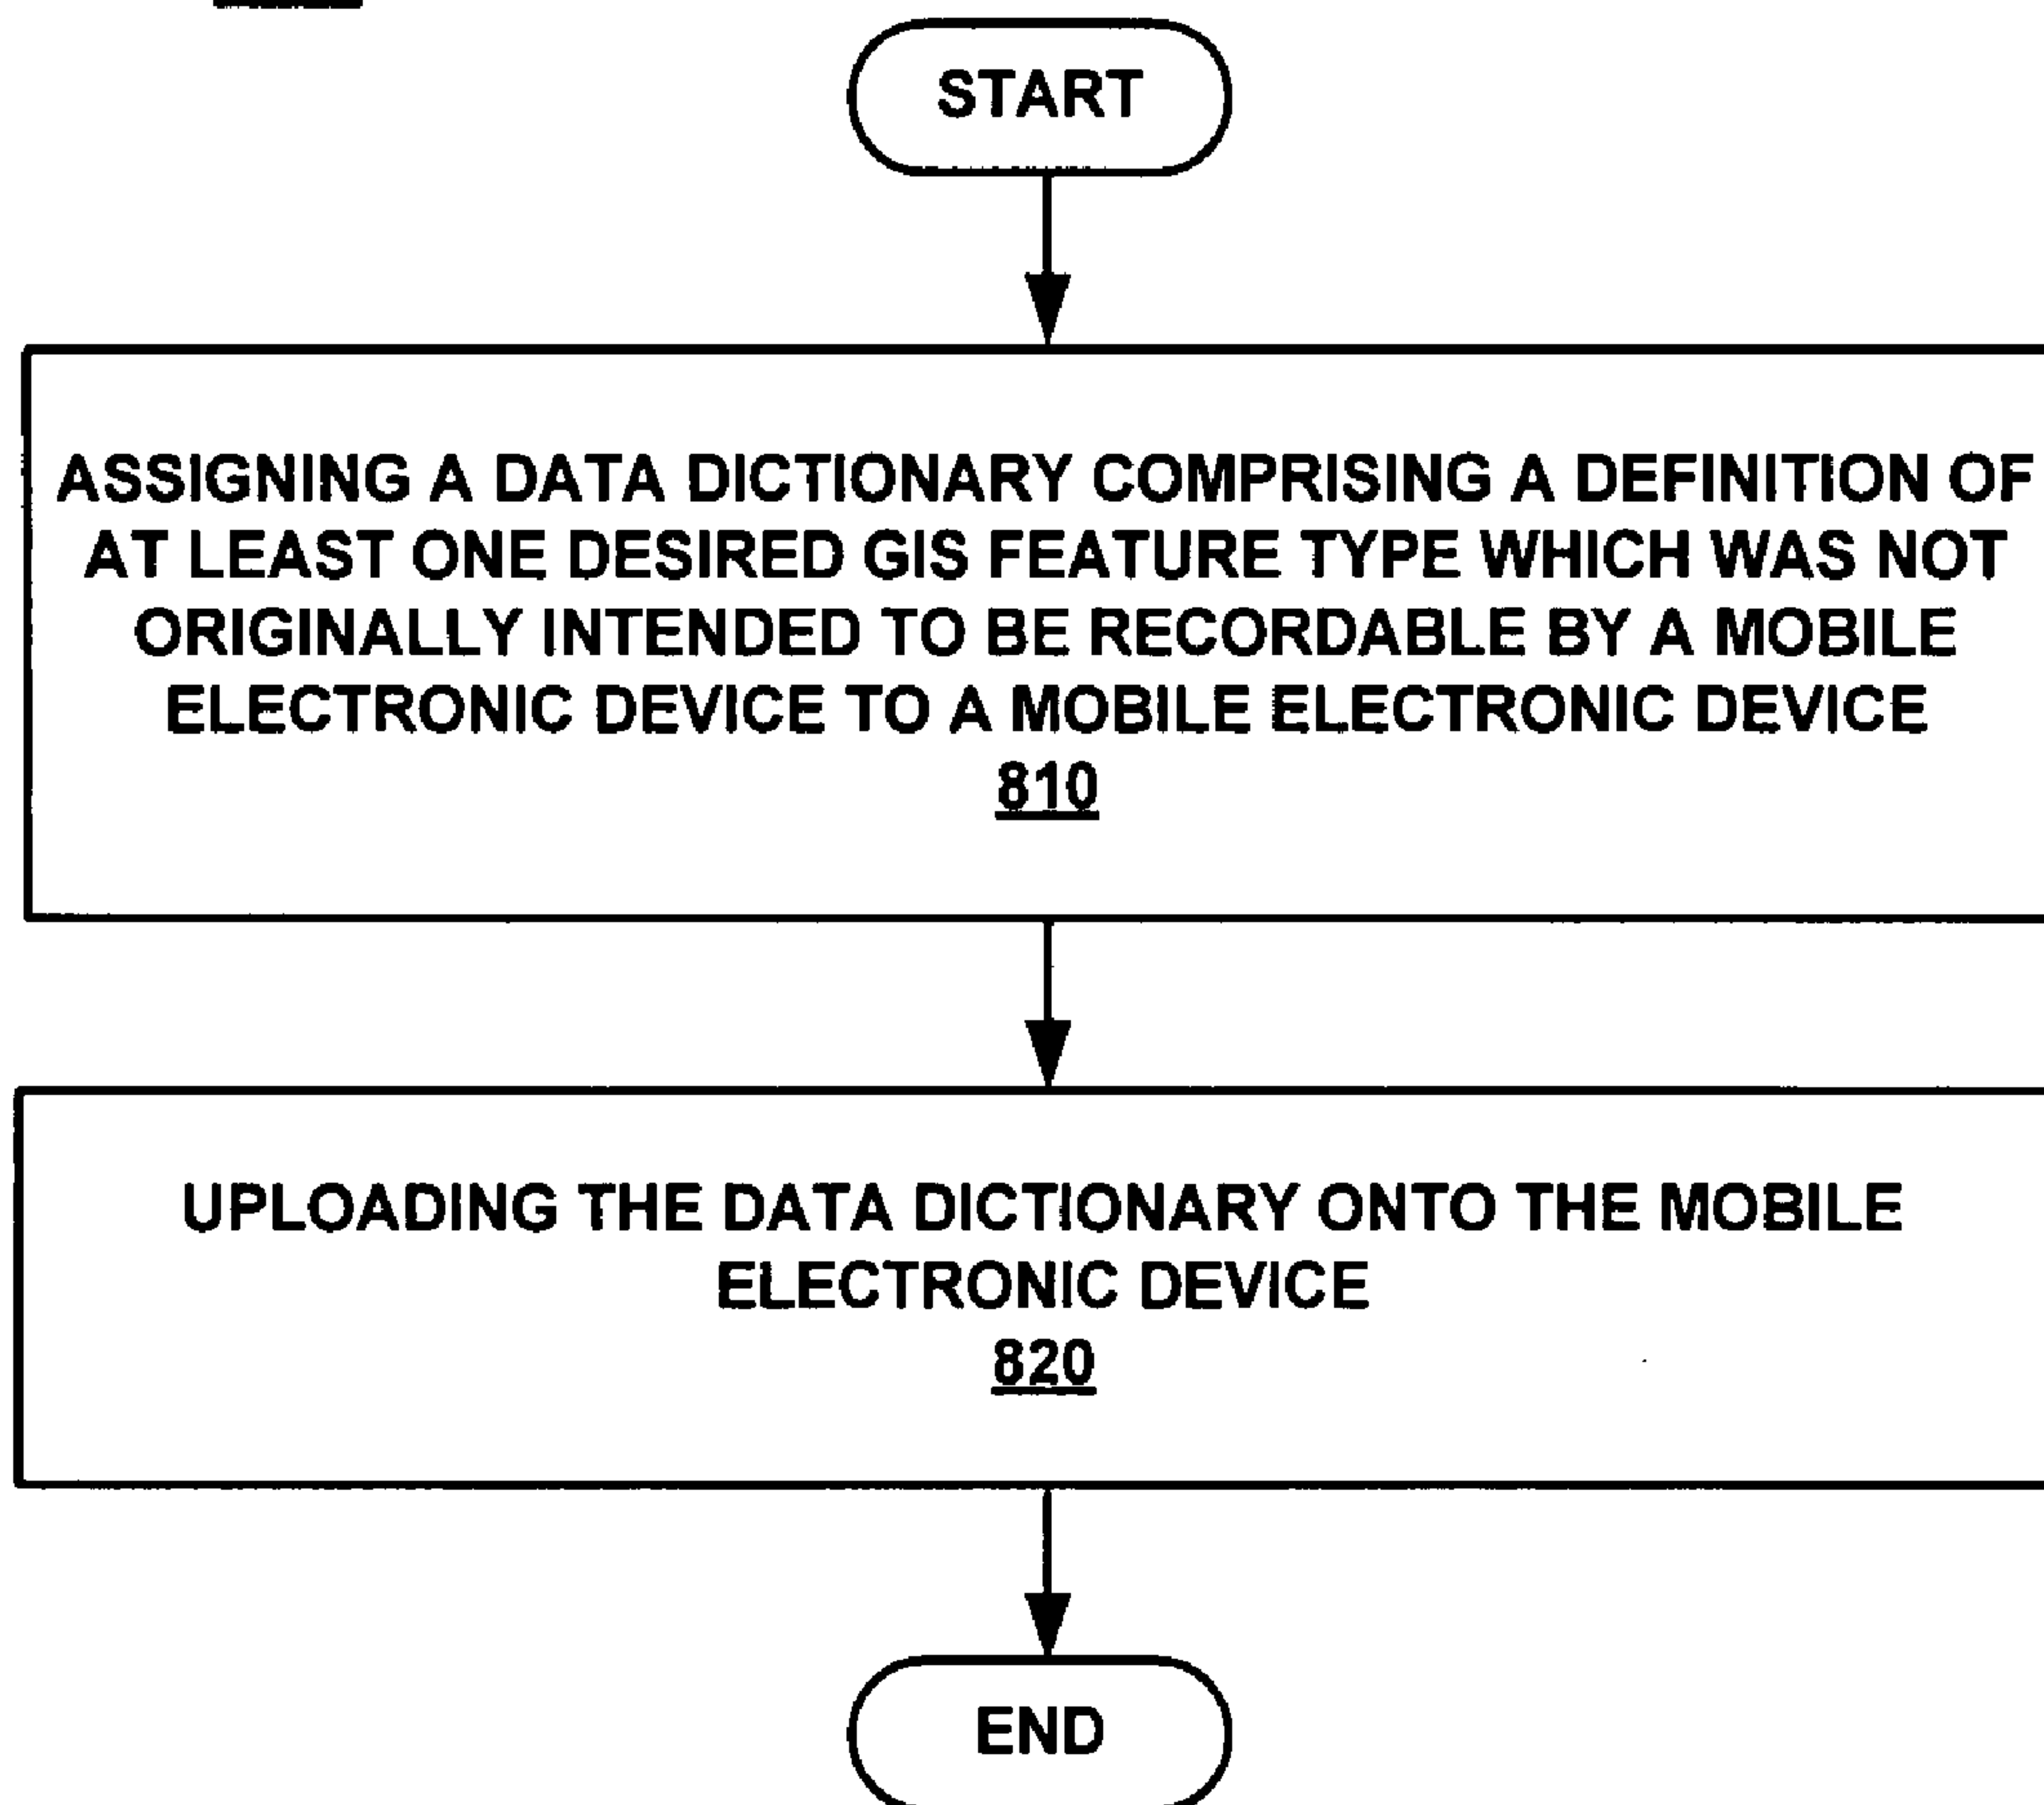 START
ASSIGNING A DATA DICTIONARY COMPRISING A DEFINITION OF
AT LEAST ONE DESIRED GIS FEATURE TYPE WHICH WAS NOT
ORIGINALLY INTENDED TO BE RECORDABLE BY A MOBILE
ELECTRONIC DEVICE TO A MOBILE ELECTRONIC DEVICE
810
UPLOADING THE DATA DICTIONARY ONTO THE MOBILE
ELECTRONIC DEVICE
820
END